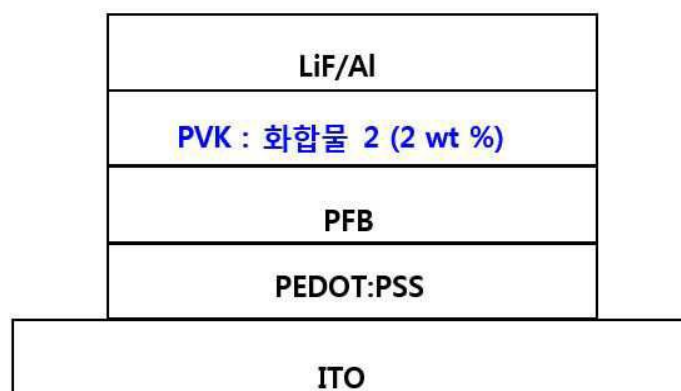 LiF/Al
PVK : 화합물 2 (2 wt %)
PFB
PEDOT:PSS
ITO